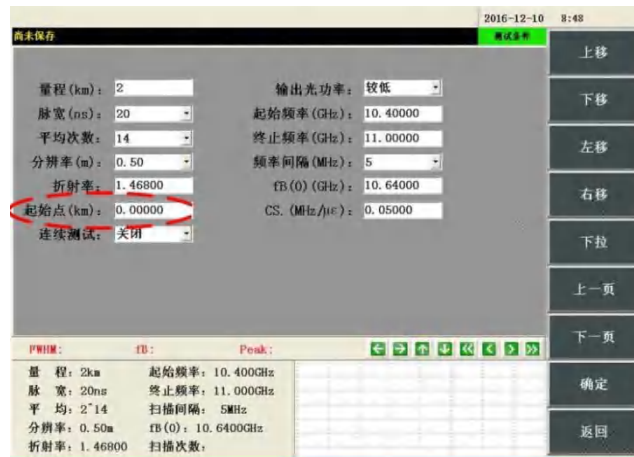 2016-12-10 8:48
尚未保存
测试条件
量程(km): 2
脉宽(ns): 20
平均次数: 14
分辨率(m): 0.50
折射率: 1.46800
起始点(km): 0.00000
连续测试: 关闭
输出光功率: 较低
起始频率(GHz): 10.40000
终止频率(GHz): 11.00000
频率间隔(MHz): 5
fB(0)(GHz): 10.64000
CS.(MHz/με): 0.05000
FWHM: fB: Peak:
量 程: 2km 起始频率: 10.400GHz
脉 宽: 20ns 终止频率: 11.000GHz
平 均: 2^14 扫描间隔: 5MHz
分辨率: 0.50m fB(0): 10.6400GHz
折射率: 1.46800 扫描次数:
上移
下移
左移
右移
下拉
上一页
下一页
确定
返回